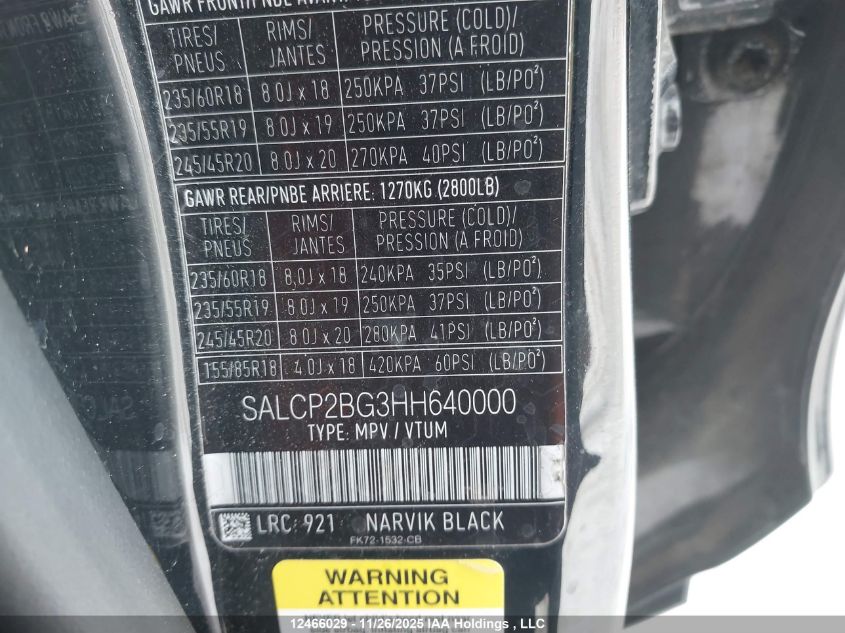 GAWR FRONT/PNBE AVANT
TIRES/ PNEUS RIMS/ JANTES PRESSURE (COLD)/ PRESSION (A FROID)
235/60R18 8.0J x 18 250KPA 37PSI (LB/PO²)
235/55R19 8.0J x 19 250KPA 37PSI (LB/PO²)
245/45R20 8.0J x 20 270KPA 40PSI (LB/PO²)
GAWR REAR/PNBE ARRIERE: 1270KG (2800LB)
TIRES/ PNEUS RIMS/ JANTES PRESSURE (COLD)/ PRESSION (A FROID)
235/60R18 8.0J x 18 240KPA 35PSI (LB/PO²)
235/55R19 8.0J x 19 250KPA 37PSI (LB/PO²)
245/45R20 8.0J x 20 280KPA 41PSI (LB/PO²)
155/85R18 4.0J x 18 420KPA 60PSI (LB/PO²)
SALCP2BG3HH640000
TYPE: MPV / VTUM
LRC: 921 NARVIK BLACK
FK72-1532-CB
WARNING
ATTENTION
12466029 - 11/26/2025 IAA Holdings , LLC